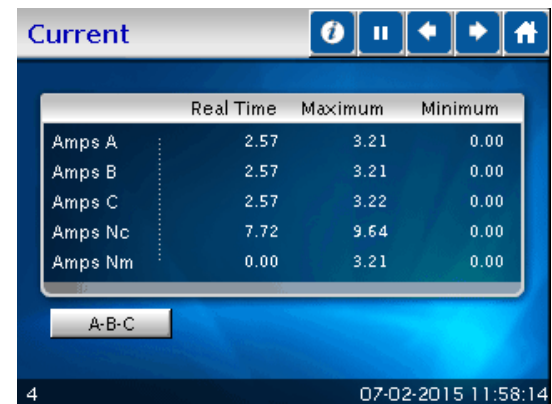 Current
Real Time Maximum Minimum
Amps A 2.57 3.21 0.00
Amps B 2.57 3.21 0.00
Amps C 2.57 3.22 0.00
Amps Nc 7.72 9.64 0.00
Amps Nm 0.00 3.21 0.00
A-B-C
4 07-02-2015 11:58:14